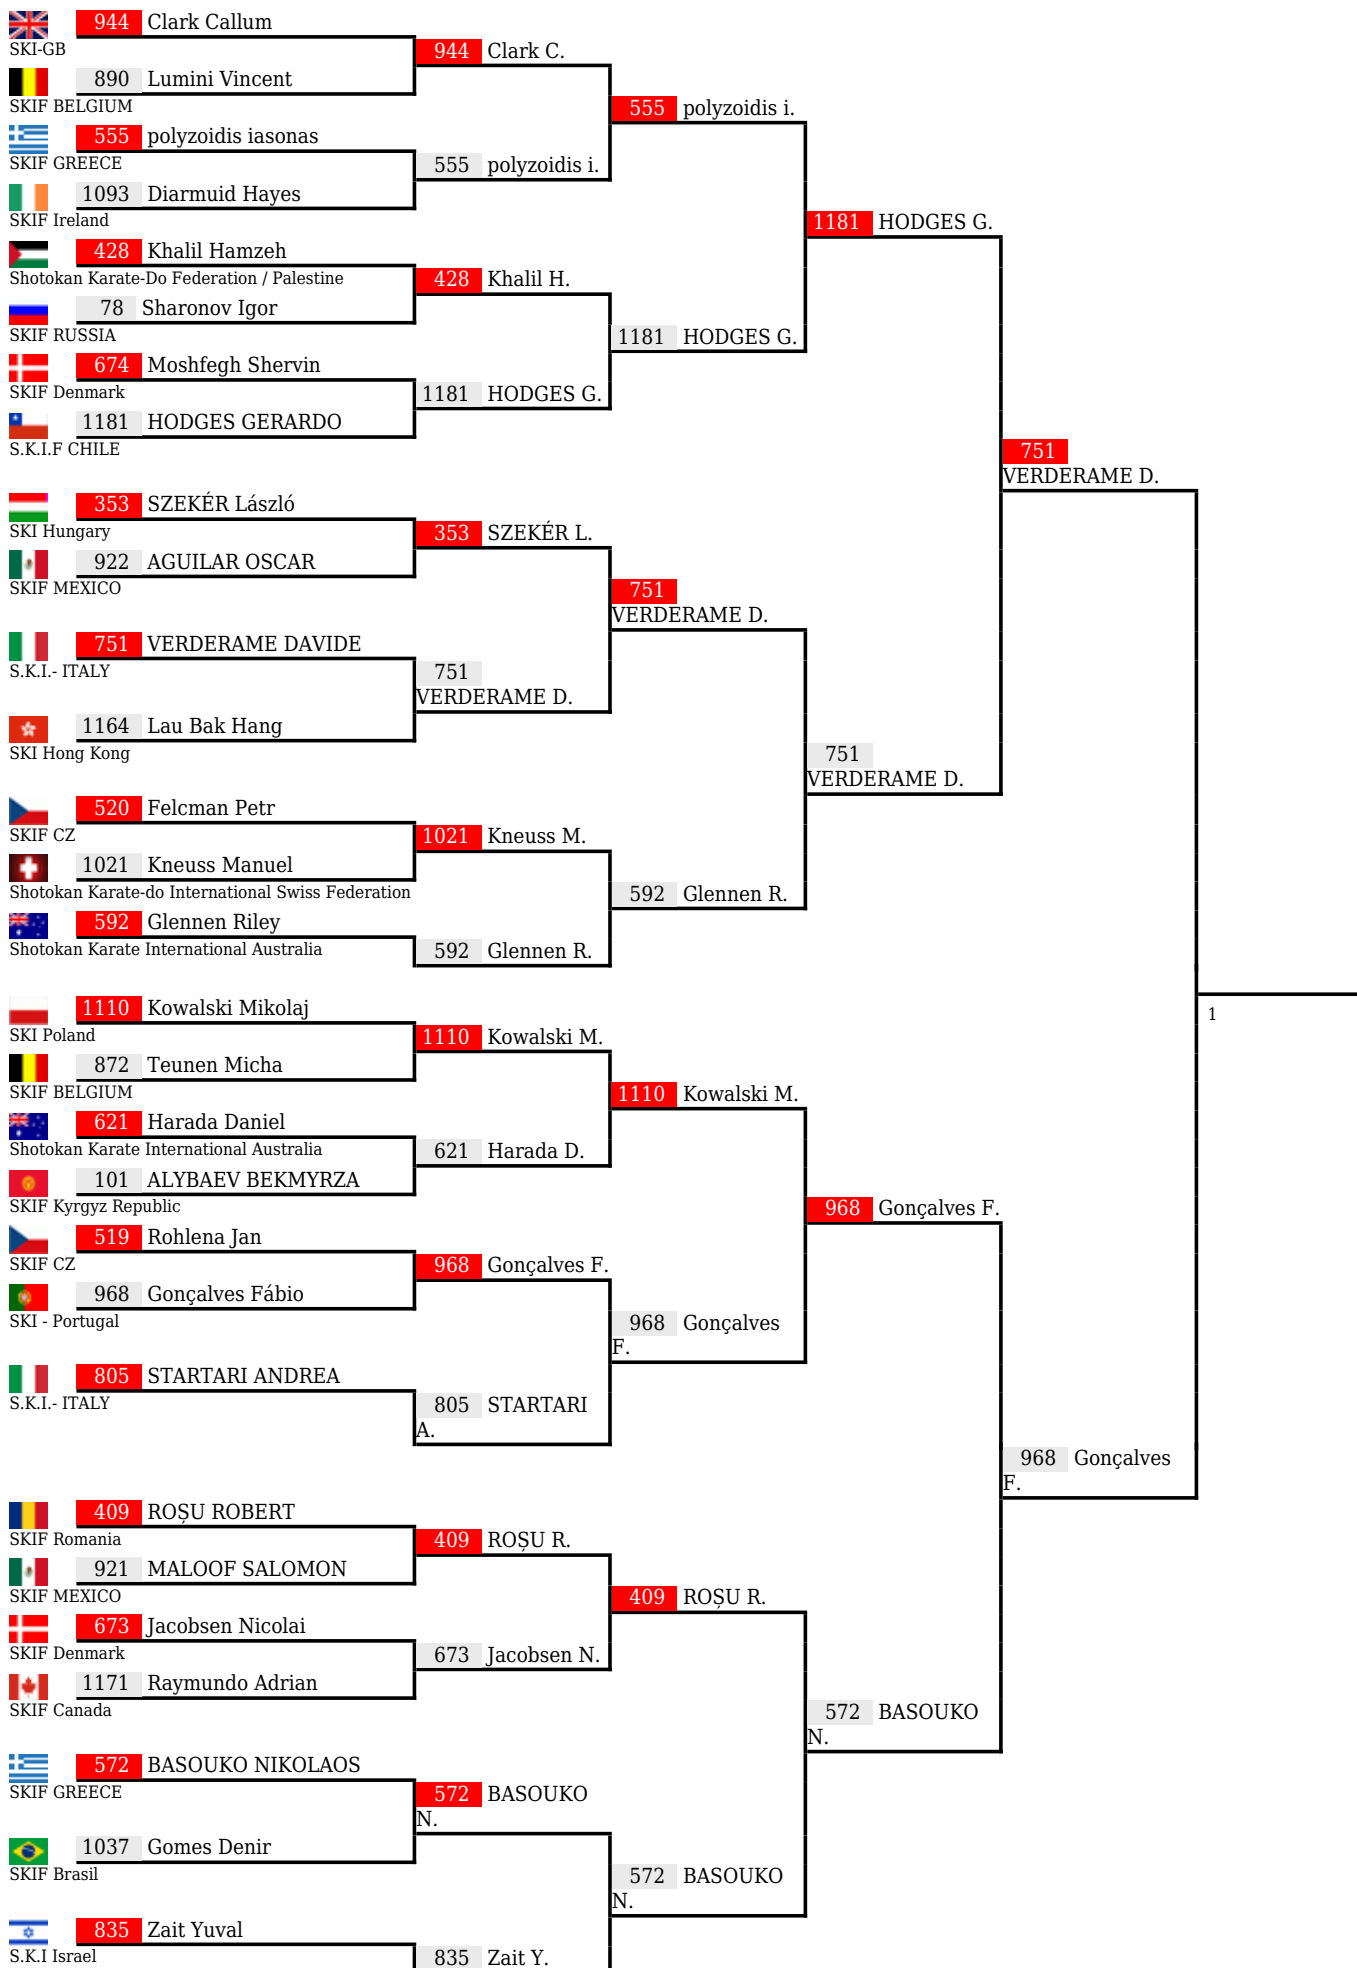 944 Clark Callum
SKI-GB
944 Clark C.
890 Lumini Vincent
SKIF BELGIUM
555 polyzoidis i.
555 polyzoidis iasonas
SKIF GREECE
555 polyzoidis i.
1093 Diarmuid Hayes
SKIF Ireland
1181 HODGES G.
428 Khalil Hamzeh
Shotokan Karate-Do Federation / Palestine
428 Khalil H.
78 Sharonov Igor
SKIF RUSSIA
1181 HODGES G.
674 Moshfegh Shervin
SKIF Denmark
1181 HODGES G.
1181 HODGES GERARDO
S.K.I.F CHILE
751
VERDERAME D.
353 SZEKÉR László
SKI Hungary
353 SZEKÉR L.
922 AGUILAR OSCAR
SKIF MEXICO
751
VERDERAME D.
751 VERDERAME DAVIDE
S.K.I.- ITALY
751
VERDERAME D.
1164 Lau Bak Hang
SKI Hong Kong
751
VERDERAME D.
520 Felcman Petr
SKIF CZ
1021 Kneuss M.
1021 Kneuss Manuel
Shotokan Karate-do International Swiss Federation
592 Glennen R.
592 Glennen Riley
Shotokan Karate International Australia
592 Glennen R.
1110 Kowalski Mikolaj
1
SKI Poland
1110 Kowalski M.
872 Teunen Micha
SKIF BELGIUM
1110 Kowalski M.
621 Harada Daniel
Shotokan Karate International Australia
621 Harada D.
101 ALYBAEV BEKMYRZA
SKIF Kyrgyz Republic
968 Gonçalves F.
519 Rohlena Jan
SKIF CZ
968 Gonçalves F.
968 Gonçalves Fábio
SKI - Portugal
968 Gonçalves
F.
805 STARTARI ANDREA
S.K.I.- ITALY
805 STARTARI
A.
968 Gonçalves
F.
409 ROȘU ROBERT
SKIF Romania
409 ROȘU R.
921 MALOOF SALOMON
SKIF MEXICO
409 ROȘU R.
673 Jacobsen Nicolai
SKIF Denmark
673 Jacobsen N.
1171 Raymundo Adrian
SKIF Canada
572 BASOUKO
N.
572 BASOUKO NIKOLAOS
SKIF GREECE
572 BASOUKO
N.
1037 Gomes Denir
SKIF Brasil
572 BASOUKO
N.
835 Zait Yuval
S.K.I Israel
835 Zait Y.